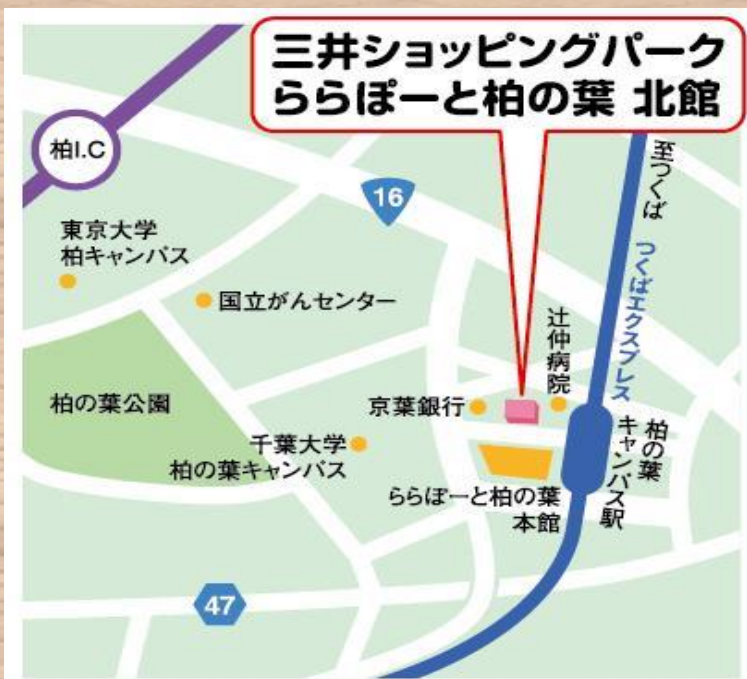 三井ショッピングパーク
ららぽーと柏の葉 北館
柏I.C
16
至つくば
つくばエクスプレス
東京大学
柏キャンパス
国立がんセンター
辻仲病院
柏の葉公園
京葉銀行
千葉大学
柏の葉キャンパス
柏の葉
キャンパス駅
ららぽーと柏の葉
本館
47